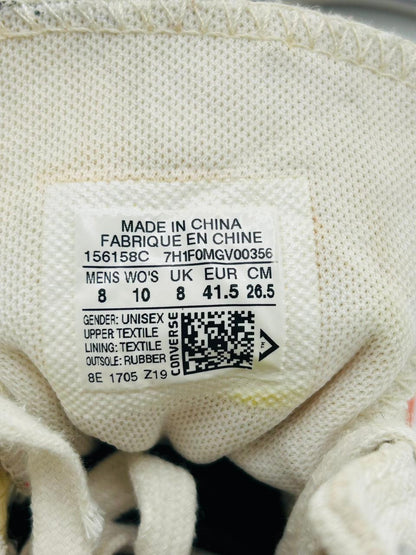 MADE IN CHINA
FABRIQUE EN CHINE
156158C 7H1F0MGV00356
MENS WO'S UK EUR CM
8 10 8 41.5 26.5
GENDER: UNISEX
UPPER TEXTILE
LINING: TEXTILE
OUTSOLE: RUBBER
8E 1705 Z19
CONVERSE